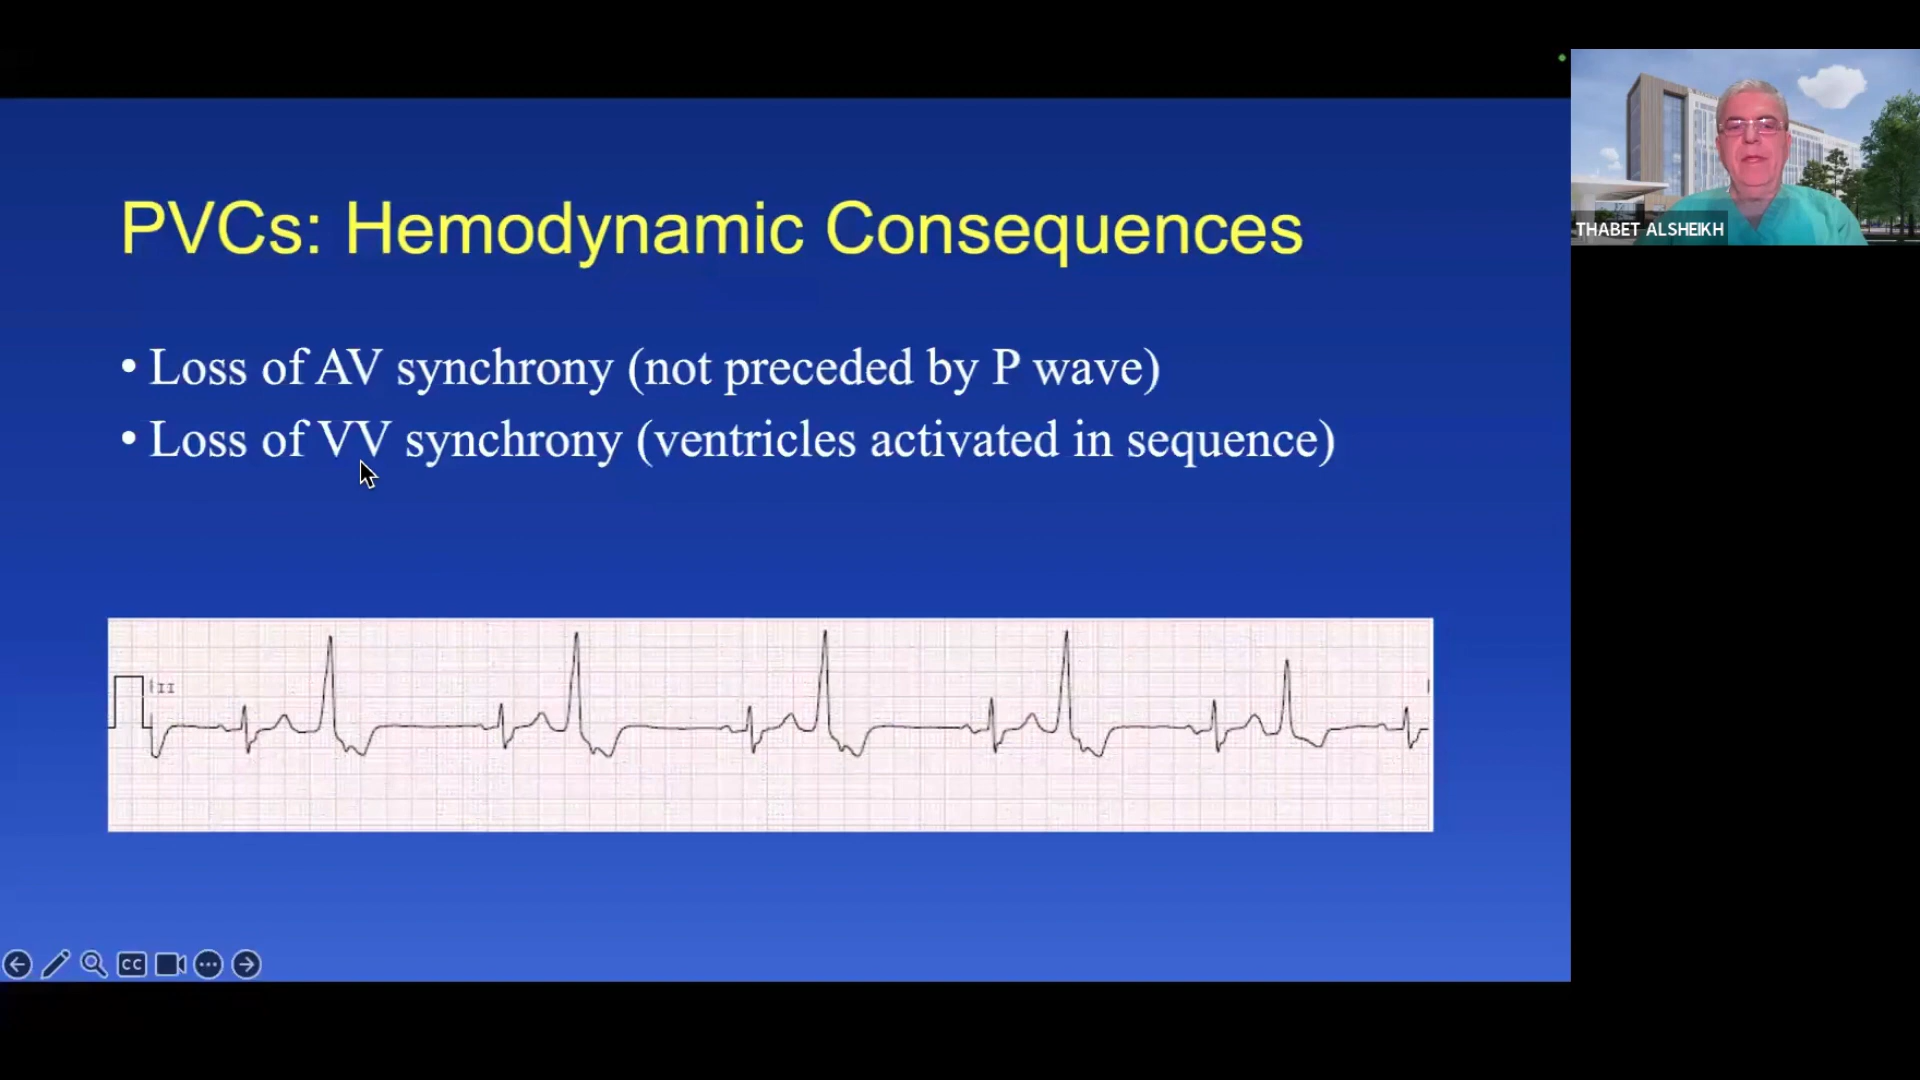 PVCs: Hemodynamic Consequences
• Loss of AV synchrony (not preceded by P wave)
• Loss of VV synchrony (ventricles activated in sequence)
II
CC
THABET ALSHEIKH